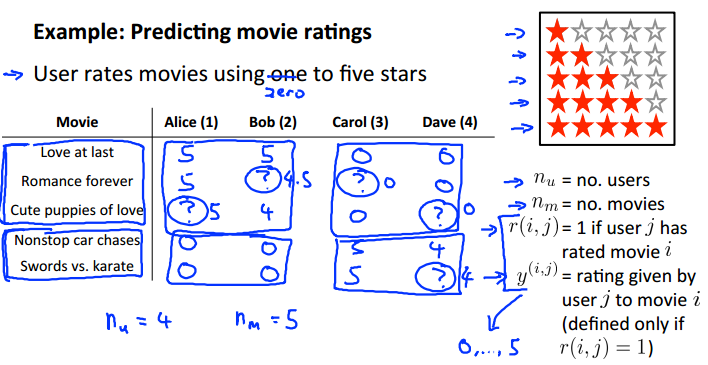 Example: Predicting movie ratings
→ User rates movies using one to five stars
zero
Movie Alice (1) Bob (2) Carol (3) Dave (4)
Love at last 5 5 0 0
Romance forever 5 ? 4.5 ? 0 0
Cute puppies of love ? 5 4 0 ? 0
Nonstop car chases 0 0 5 4
Swords vs. karate 0 0 5 ? 4
n_u = 4 n_m = 5
→ n_u = no. users
→ n_m = no. movies
→ r(i, j) = 1 if user j has
rated movie i
→ y^(i,j) = rating given by
user j to movie i
(defined only if
r(i, j) = 1)
0,..., 5